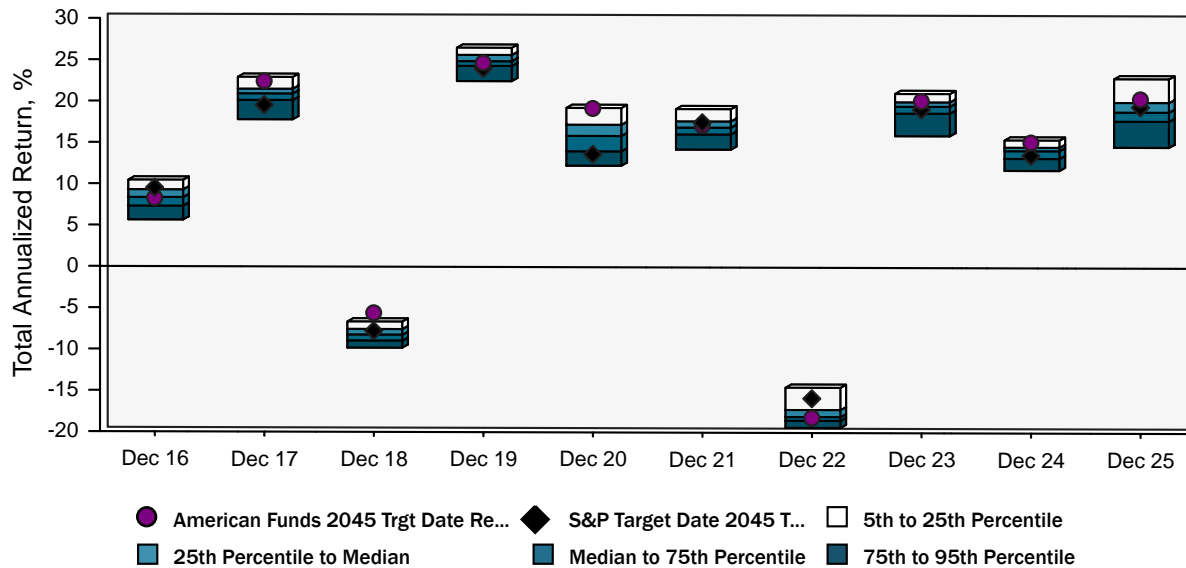 Total Annualized Return, %
30
25
20
15
10
5
0
-5
-10
-15
-20
Dec 16 Dec 17 Dec 18 Dec 19 Dec 20 Dec 21 Dec 22 Dec 23 Dec 24 Dec 25
American Funds 2045 Trgt Date Re... S&P Target Date 2045 T... 5th to 25th Percentile
25th Percentile to Median Median to 75th Percentile 75th to 95th Percentile